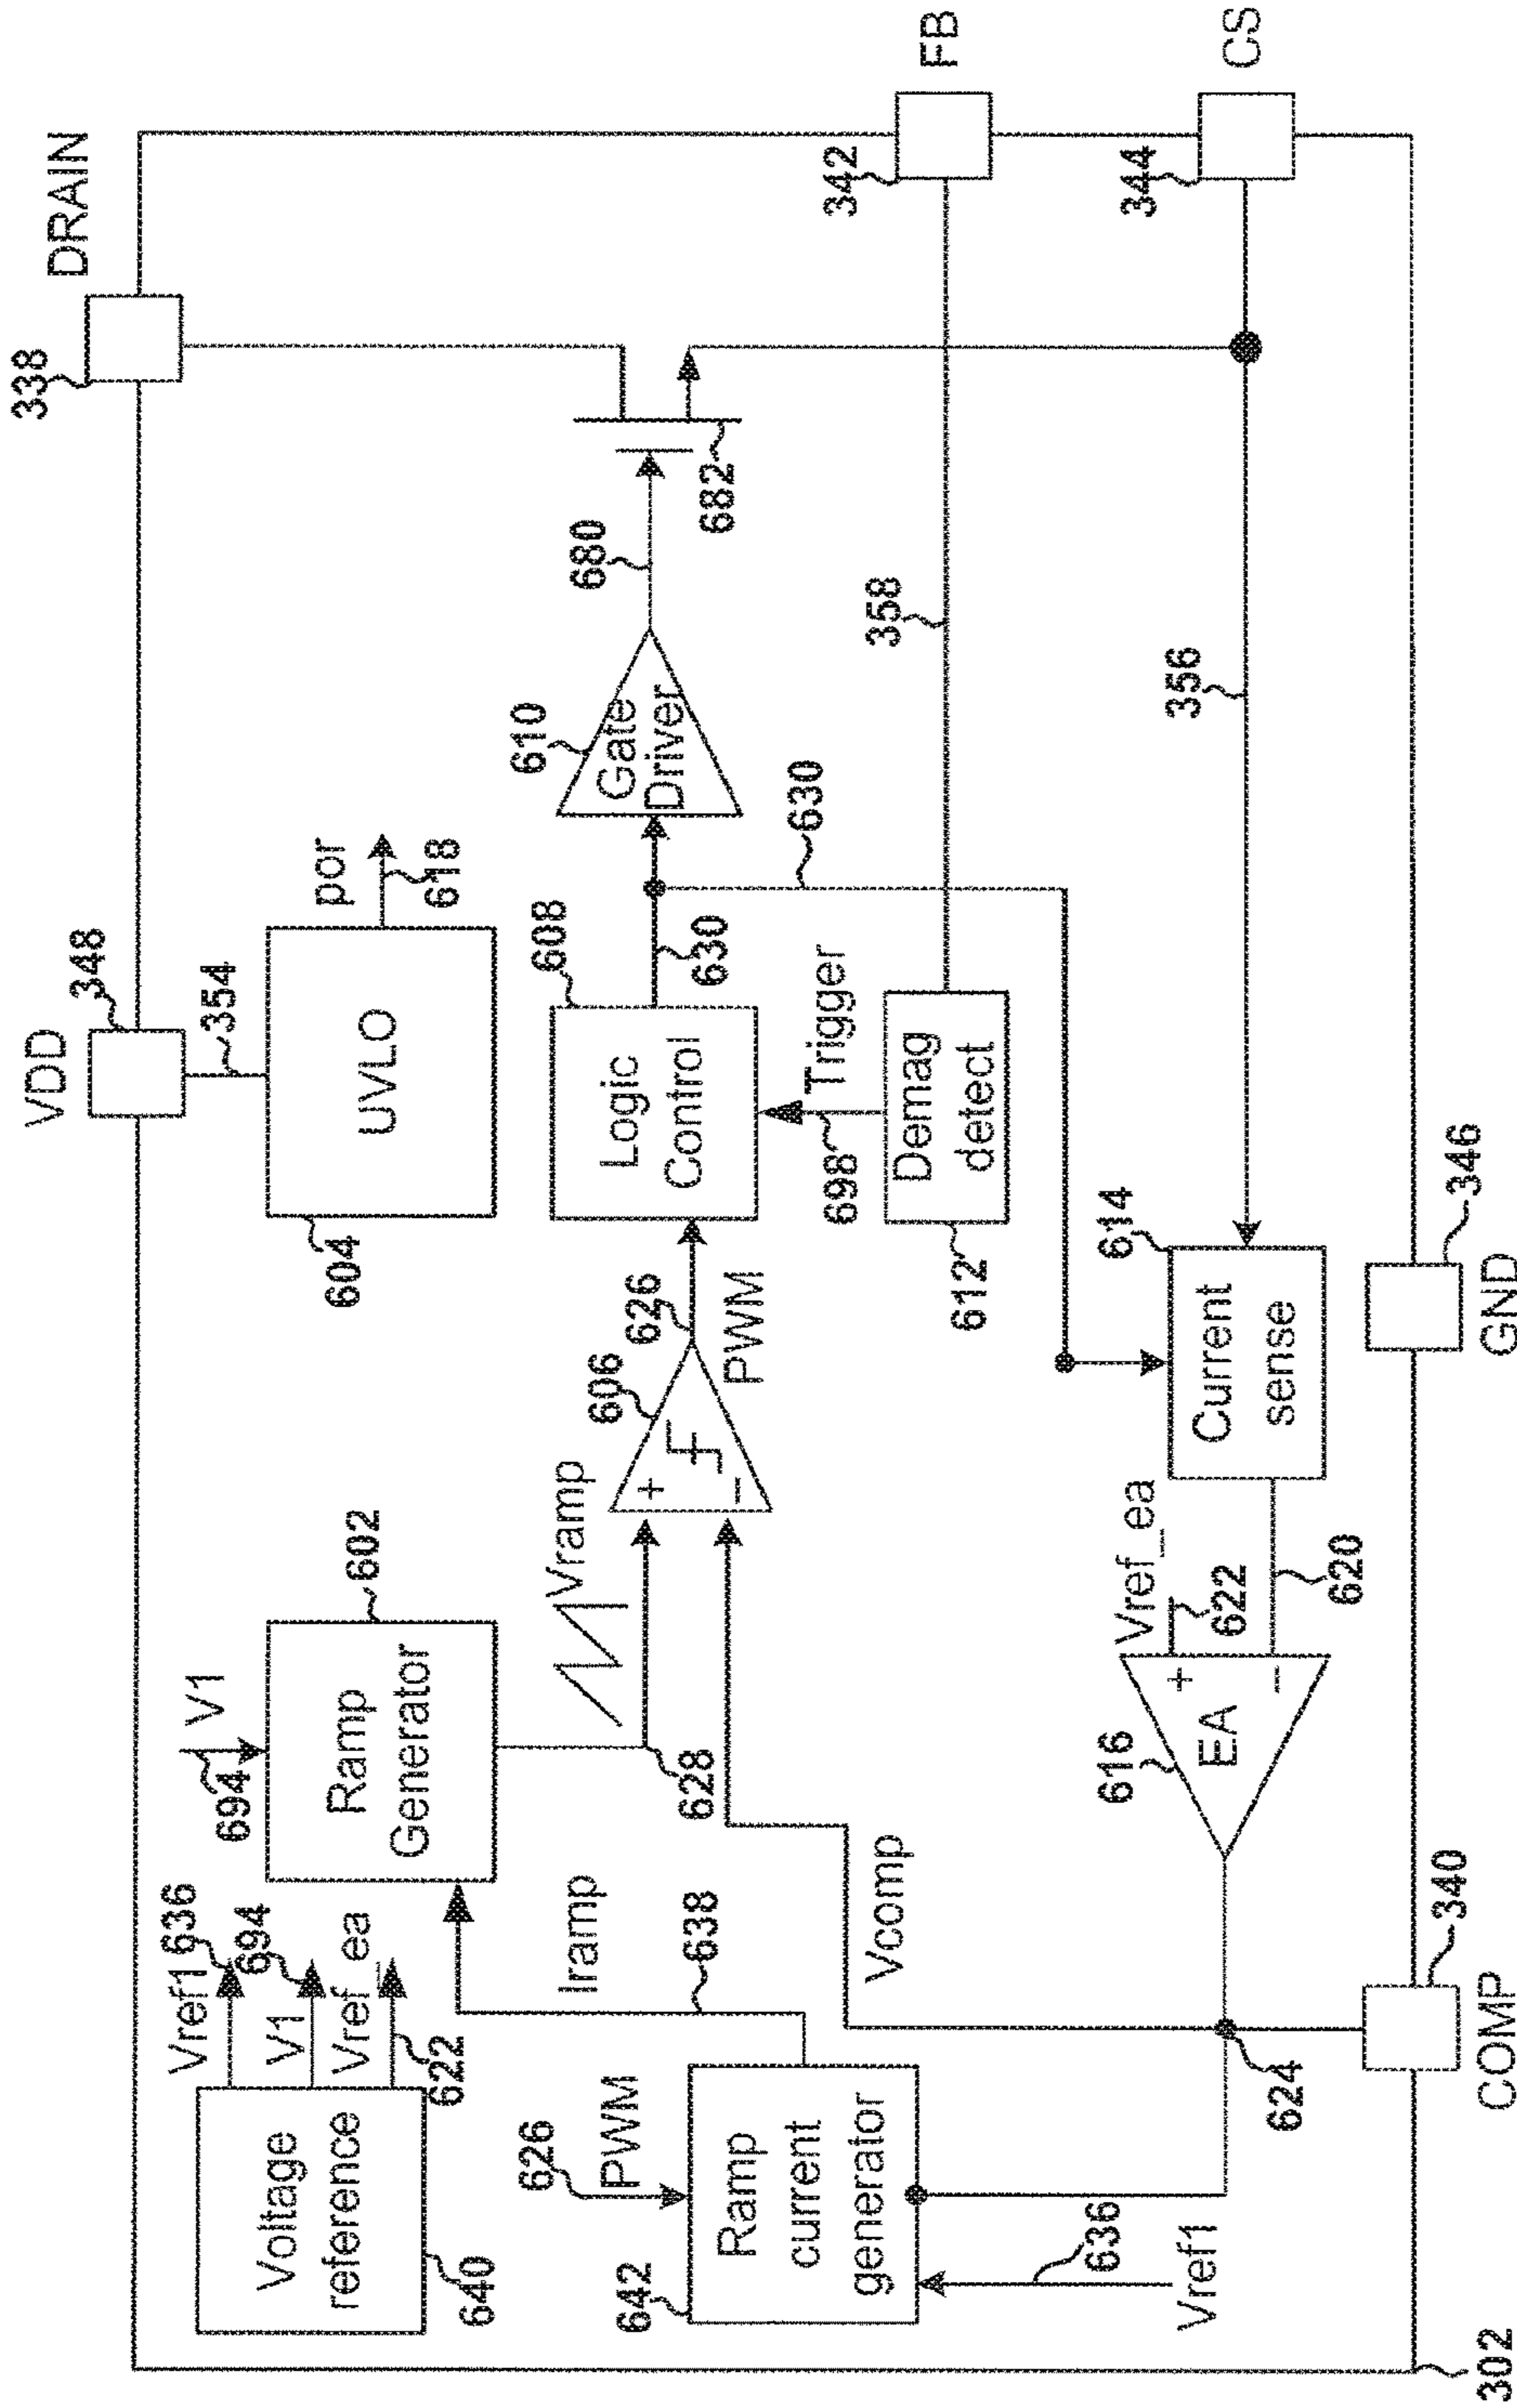 338
DRAIN
VDD
348
354
UVLO
604
por
618
Vref1
636
V1
694
Vref_ea
622
Voltage
reference
640
V1
694
Ramp
Generator
602
Iramp
638
626
PWM
Ramp
current
generator
642
636
Vref1
Vramp
628
Vcomp
+
−
606
626
PWM
Logic
Control
608
630
630
610
Gate
Driver
680
682
Trigger
698
Demag
detect
612
358
342
FB
356
344
CS
614
Current
sense
Vref_ea
622
620
+
−
EA
616
624
340
COMP
346
GND
302